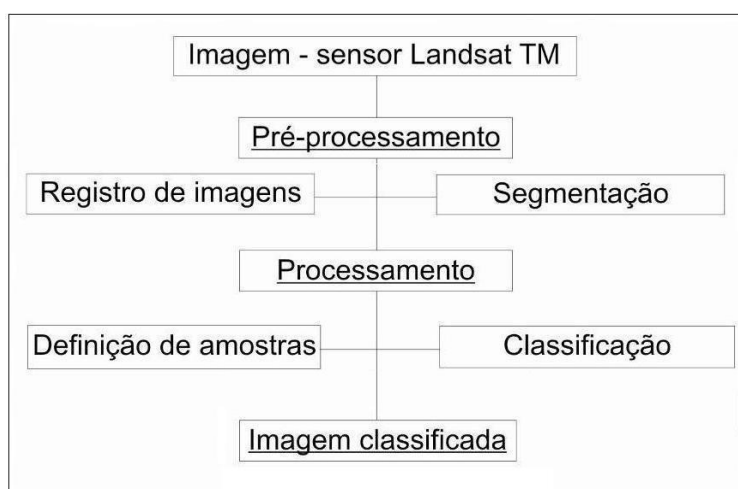 Imagem - sensor Landsat TM
Pré-processamento
Registro de imagens
Segmentação
Processamento
Definição de amostras
Classificação
Imagem classificada